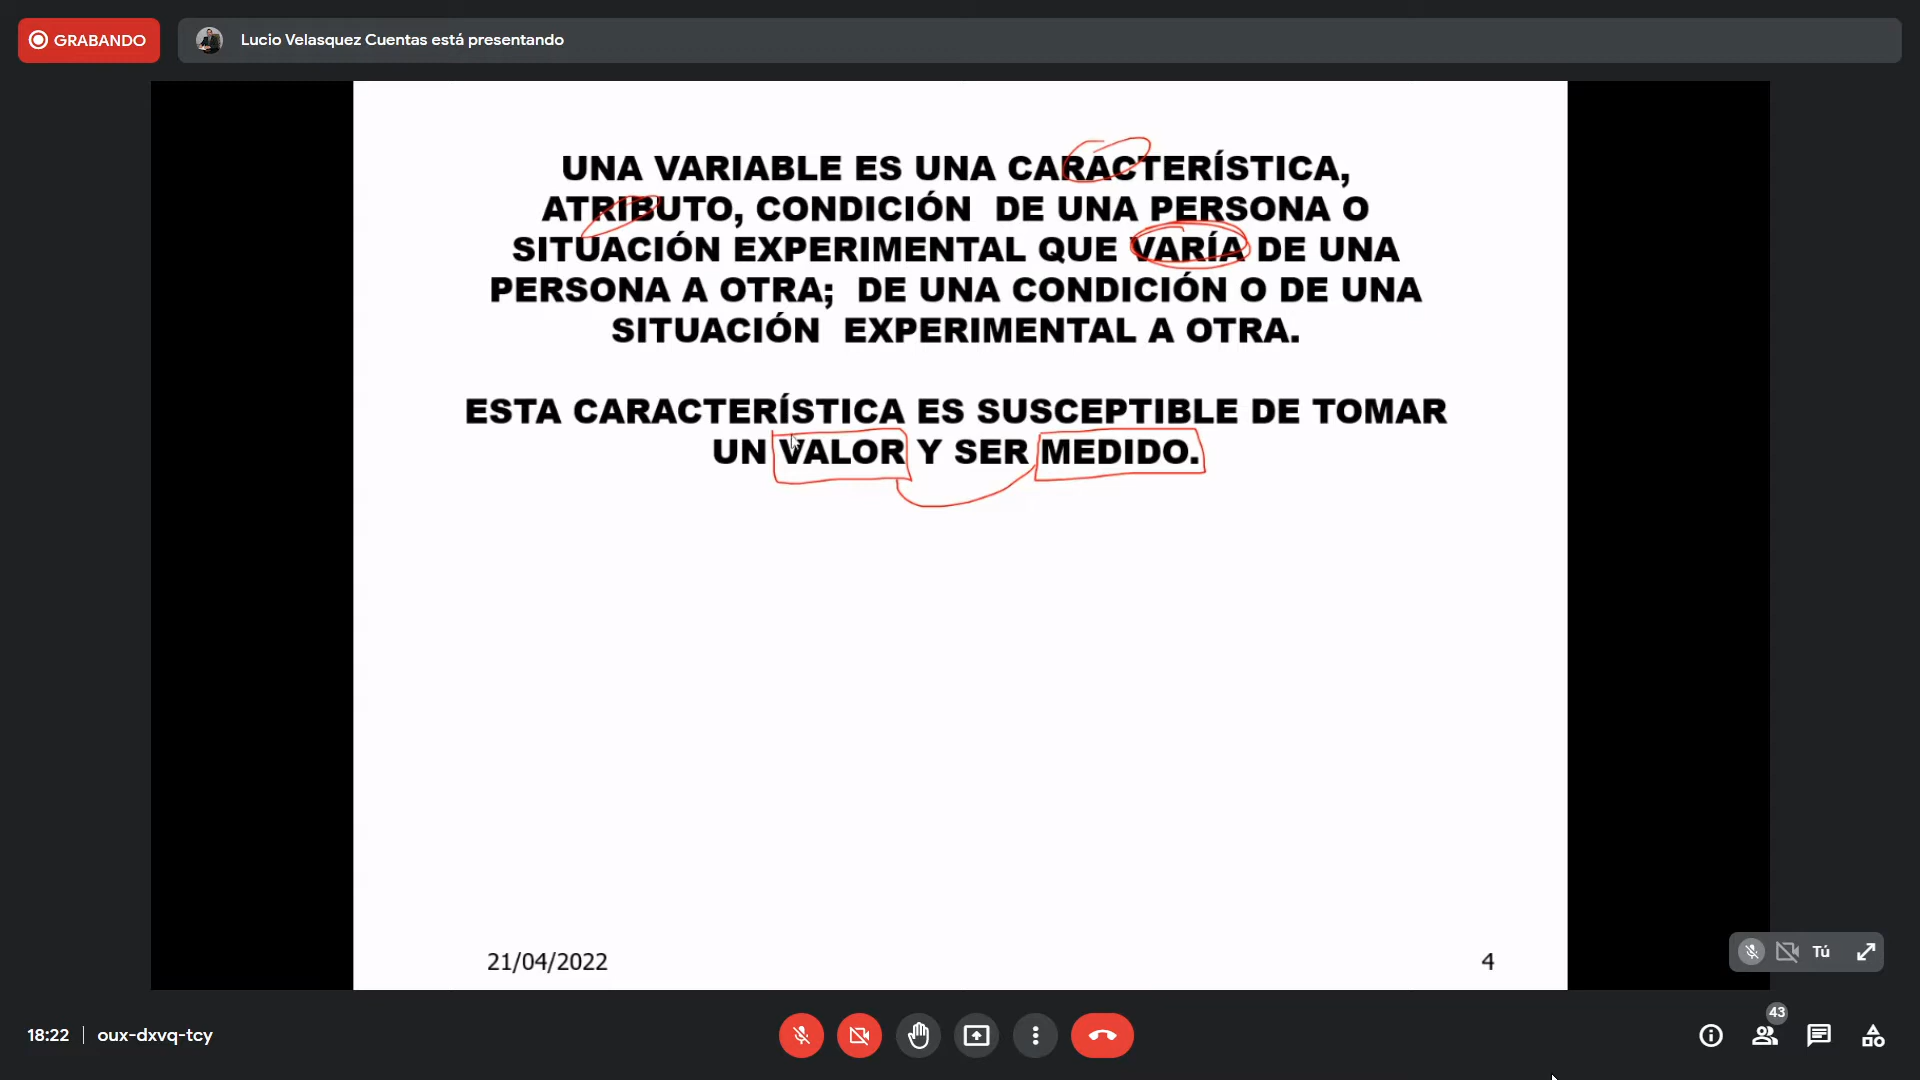 GRABANDO
Lucio Velasquez Cuentas está presentando
UNA VARIABLE ES UNA CARACTERÍSTICA,
ATRIBUTO, CONDICIÓN DE UNA PERSONA O
SITUACIÓN EXPERIMENTAL QUE VARÍA DE UNA
PERSONA A OTRA; DE UNA CONDICIÓN O DE UNA
SITUACIÓN EXPERIMENTAL A OTRA.
ESTA CARACTERÍSTICA ES SUSCEPTIBLE DE TOMAR
UN VALOR Y SER MEDIDO.
21/04/2022
4
Tú
18:22
oux-dxvq-tcy
43